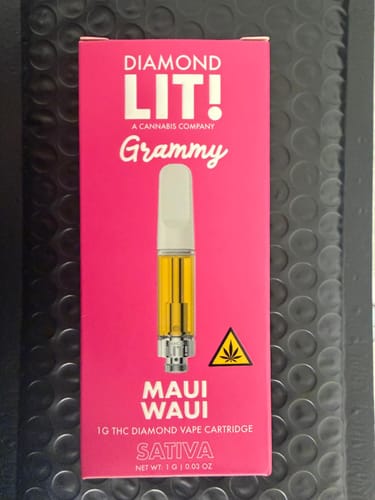 DIAMOND
LIT!
A CANNABIS COMPANY
Grammy
MAUI
WAUI
1G THC DIAMOND VAPE CARTRIDGE
SATIVA
NET WT: 1 G | 0.03 OZ